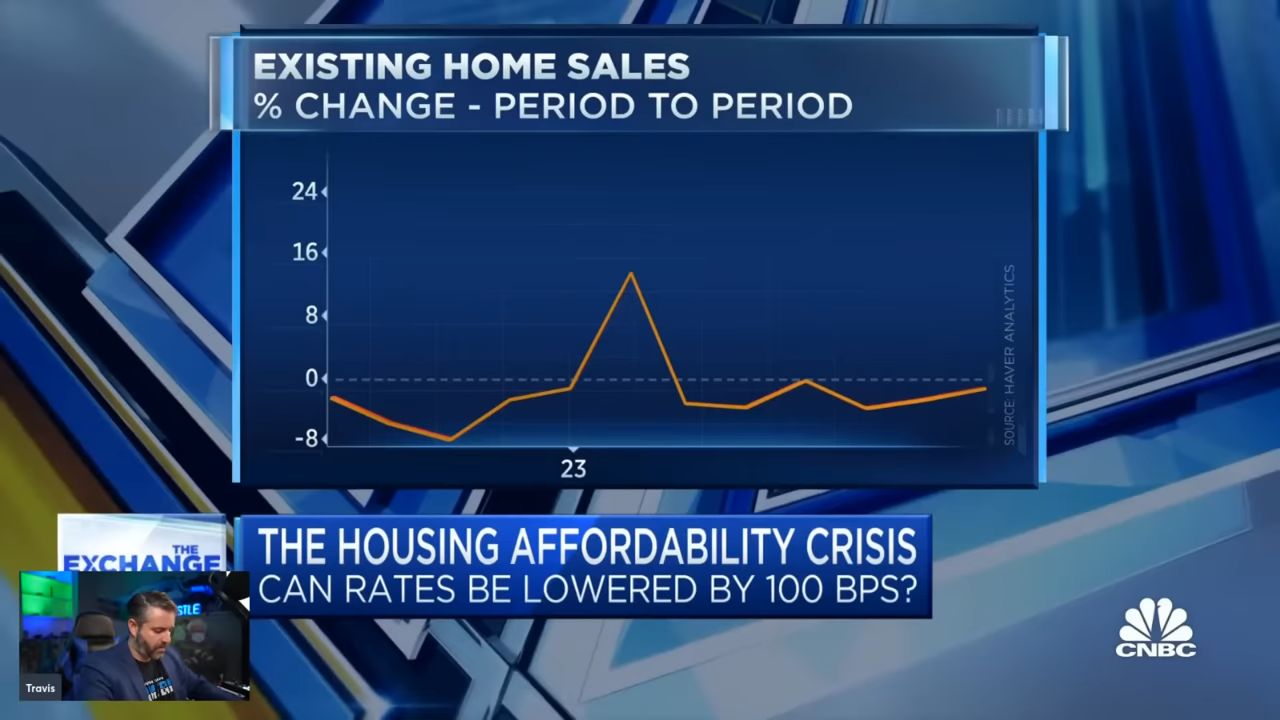 EXISTING HOME SALES
% CHANGE - PERIOD TO PERIOD
24
16
8
0
-8
23
SOURCE: HAVER ANALYTICS
THE
EXCHANGE
THE HOUSING AFFORDABILITY CRISIS
CAN RATES BE LOWERED BY 100 BPS?
STLE
Travis
CNBC